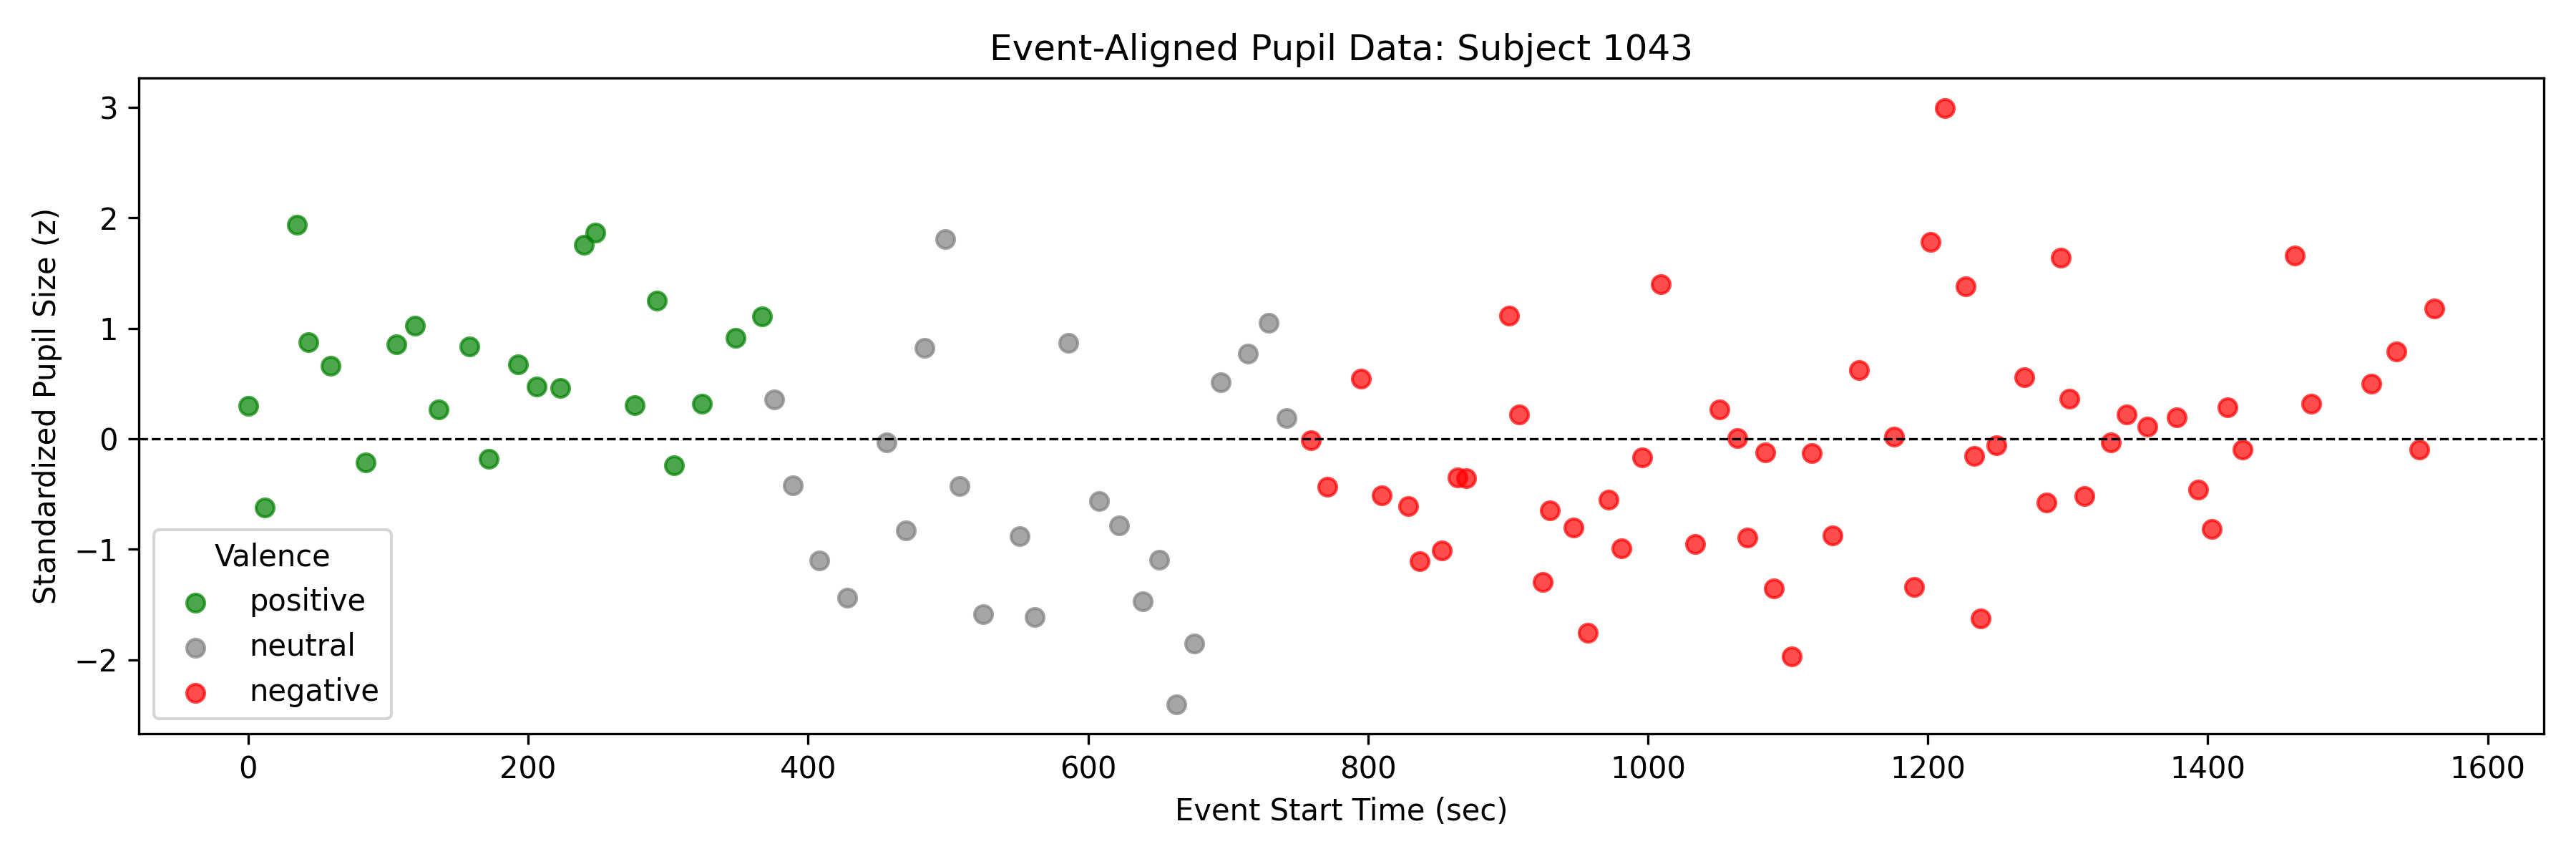 Event-Aligned Pupil Data: Subject 1043
Standardized Pupil Size (z)
3
2
1
0
−1
−2
Valence
positive
neutral
negative
0 200 400 600 800 1000 1200 1400 1600
Event Start Time (sec)